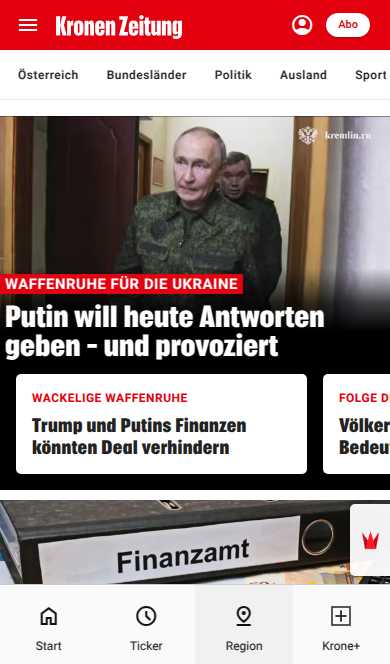 Kronen Zeitung
Abo
Österreich Bundesländer Politik Ausland Sport
kremlin.ru
WAFFENRUHE FÜR DIE UKRAINE
Putin will heute Antworten
geben – und provoziert
WACKELIGE WAFFENRUHE
Trump und Putins Finanzen
könnten Deal verhindern
FOLGE D
Völker
Bedeu
Finanzamt
Start Ticker Region Krone+